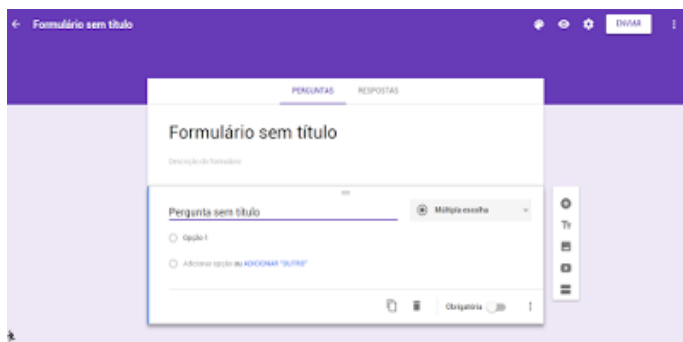 Formulário sem título
ENVIAR
PERGUNTAS RESPOSTAS
Formulário sem título
Descrição do formulário
Pergunta sem título
Múltipla escolha
Opção 1
Adicionar opção ou ADICIONAR "OUTRO"
Tт
Obrigatória